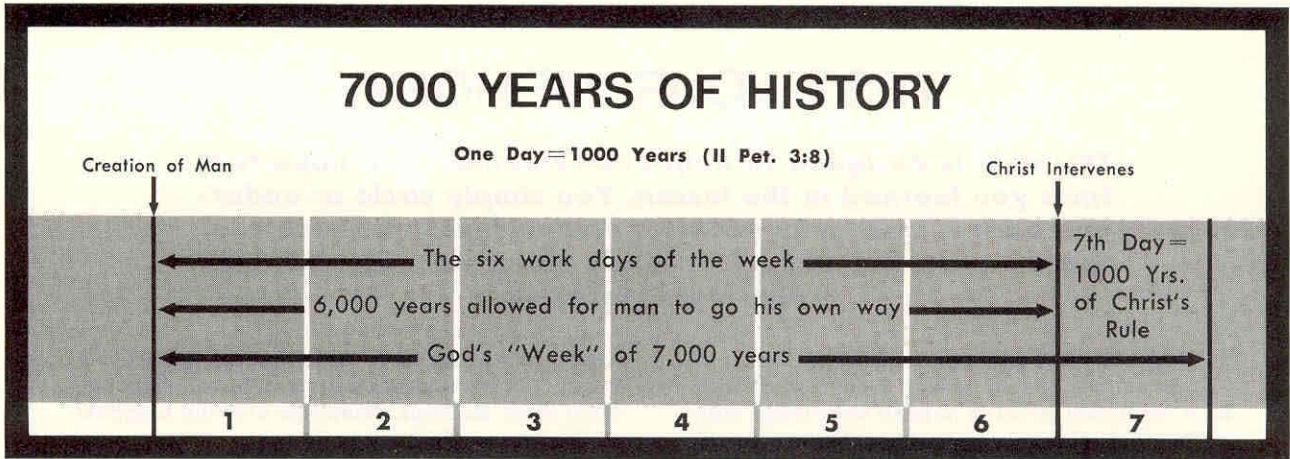 7000 YEARS OF HISTORY
One Day=1000 Years (II Pet. 3:8)
Creation of Man
Christ Intervenes
The six work days of the week
6,000 years allowed for man to go his own way
God's "Week" of 7,000 years
7th Day=
1000 Yrs.
of Christ's
Rule
1 2 3 4 5 6 7